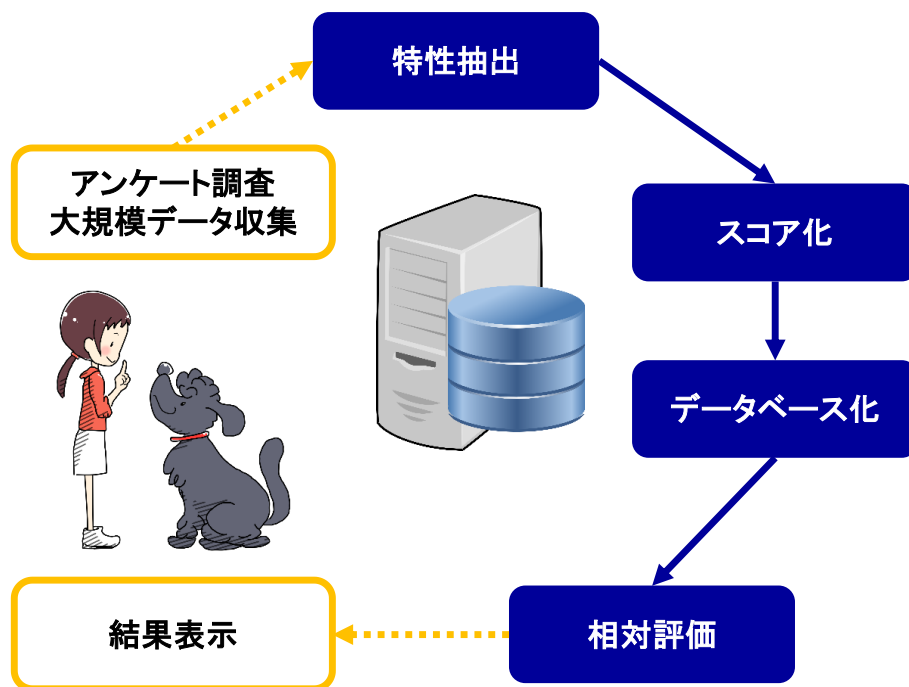 特性抽出
アンケート調査
大規模データ収集
スコア化
データベース化
相対評価
結果表示